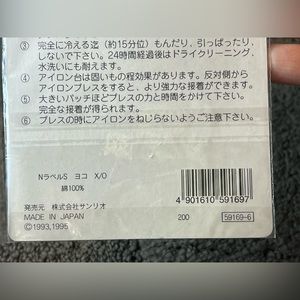 ③ 完全に冷える迄（約15分位）もんだり、引っぱったり、
しないで下さい。24時間経過後はドライクリーニング、
水洗いにも耐えます。
④ アイロン台は固いもの程効果があります。反対側から
アイロンプレスをすると、より強力な接着ができます。
⑤ 大きいパッチほどプレスの力と時間をかけて下さい。
完全な接着が得られます。
⑥ プレスの時にアイロンをねじらないようご注意下さい。
NラベルS ヨコ X/O
綿100%
発売元 株式会社サンリオ
MADE IN JAPAN
©1993,1995
200
4 901610 591697
59169-6